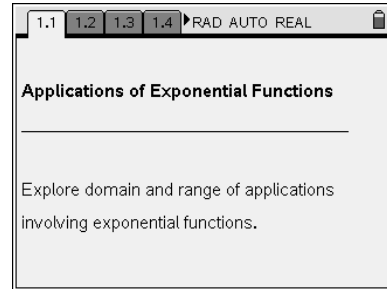 1.1 1.2 1.3 1.4 RAD AUTO REAL
Applications of Exponential Functions
Explore domain and range of applications
involving exponential functions.